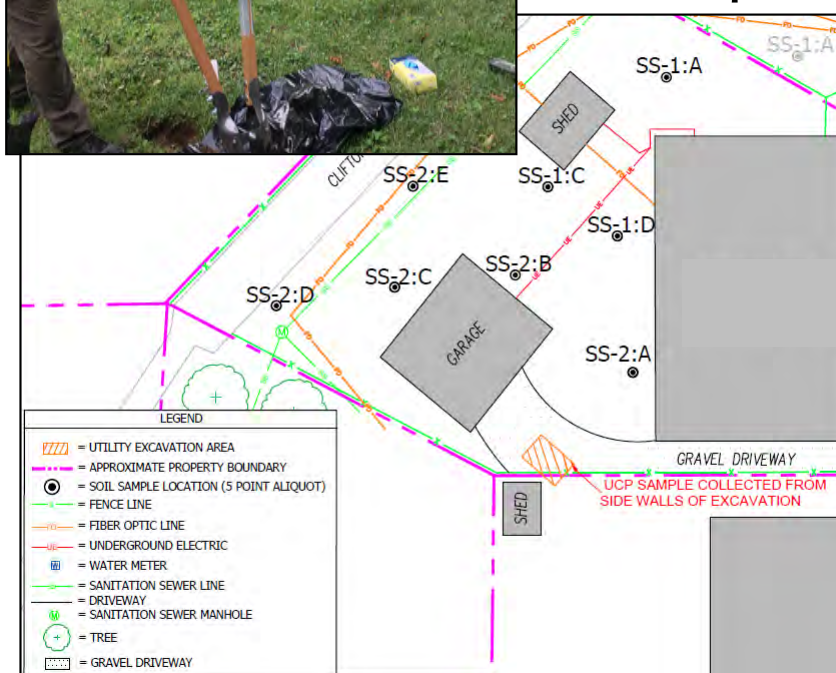 SS-1:A
SS-1:A
SHED
CLIFTO
SS-2:E
SS-1:C
SS-1:D
SS-2:B
SS-2:C
SS-2:D
M
GARAGE
SS-2:A
GRAVEL DRIVEWAY
UCP SAMPLE COLLECTED FROM
SIDE WALLS OF EXCAVATION
SHED
LEGEND
= UTILITY EXCAVATION AREA
= APPROXIMATE PROPERTY BOUNDARY
= SOIL SAMPLE LOCATION (5 POINT ALIQUOT)
= FENCE LINE
FO = FIBER OPTIC LINE
UE = UNDERGROUND ELECTRIC
W = WATER METER
= SANITATION SEWER LINE
= DRIVEWAY
M = SANITATION SEWER MANHOLE
= TREE
= GRAVEL DRIVEWAY